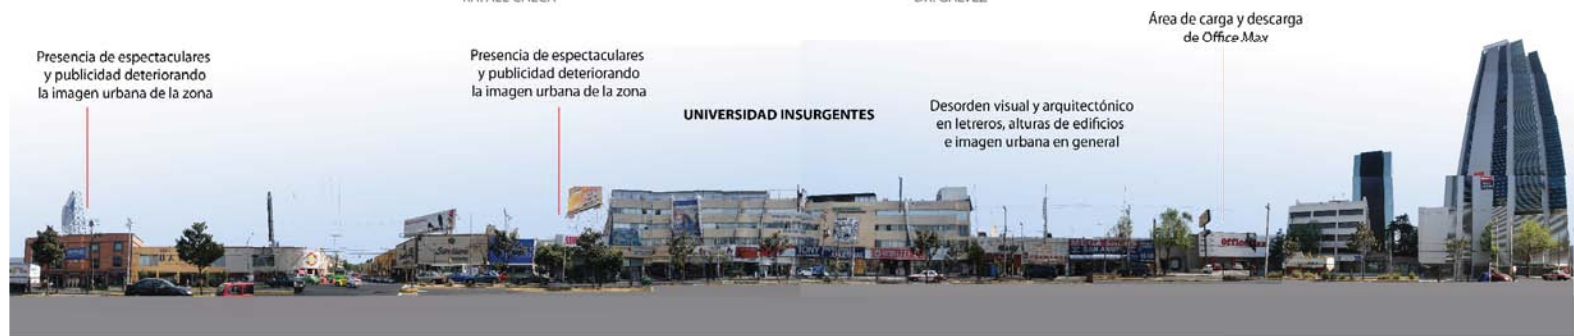 Área de carga y descarga
de Office Max
Presencia de espectaculares
y publicidad deteriorando
la imagen urbana de la zona
Presencia de espectaculares
y publicidad deteriorando
la imagen urbana de la zona
UNIVERSIDAD INSURGENTES
Desorden visual y arquitectónico
en letreros, alturas de edificios
e imagen urbana en general